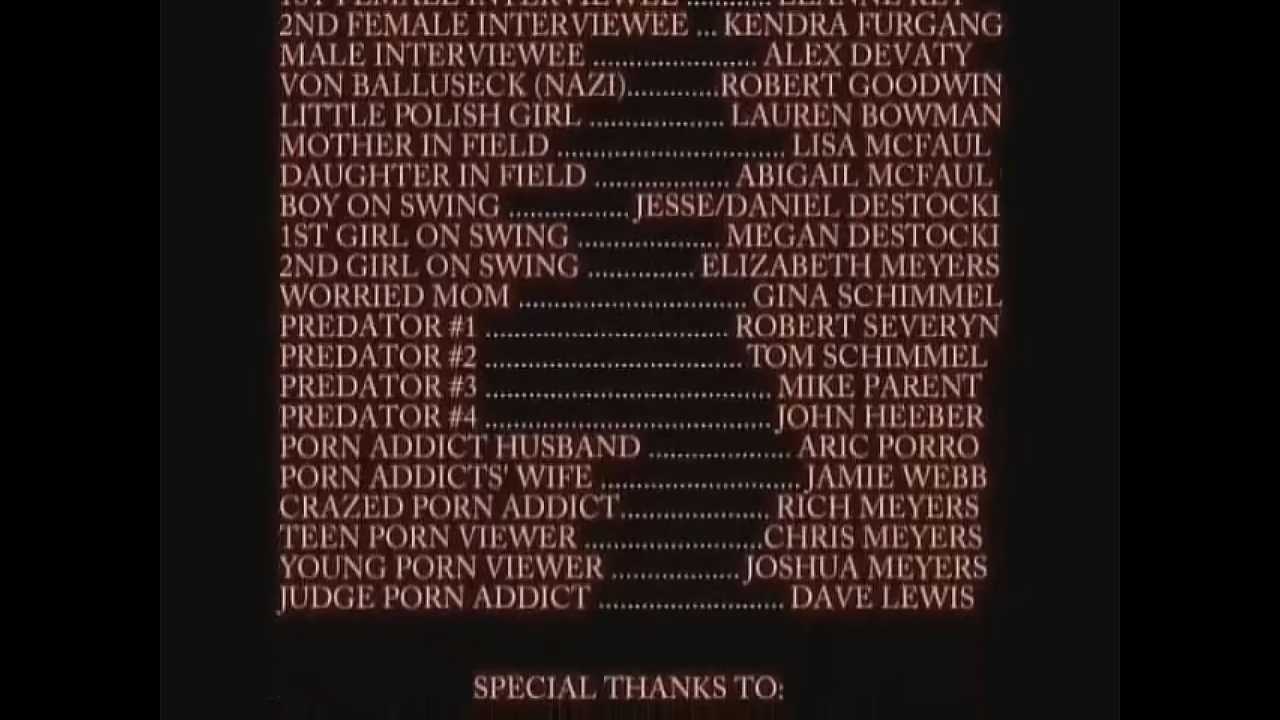 1ST FEMALE INTERVIEWEE ........... LEANNE KEY
2ND FEMALE INTERVIEWEE ... KENDRA FURGANG
MALE INTERVIEWEE ....................... ALEX DEVATY
VON BALLUSECK (NAZI).............ROBERT GOODWIN
LITTLE POLISH GIRL ................... LAUREN BOWMAN
MOTHER IN FIELD ................................ LISA MCFAUL
DAUGHTER IN FIELD ................... ABIGAIL MCFAUL
BOY ON SWING ................. JESSE/DANIEL DESTOCKI
1ST GIRL ON SWING .................... MEGAN DESTOCKI
2ND GIRL ON SWING ............... ELIZABETH MEYERS
WORRIED MOM ................................ GINA SCHIMMEL
PREDATOR #1 .................................. ROBERT SEVERYN
PREDATOR #2 .................................... TOM SCHIMMEL
PREDATOR #3 ........................................ MIKE PARENT
PREDATOR #4 ........................................ JOHN HEEBER
PORN ADDICT HUSBAND .................... ARIC PORRO
PORN ADDICTS' WIFE ............................ JAMIE WEBB
CRAZED PORN ADDICT..................... RICH MEYERS
TEEN PORN VIEWER .........................CHRIS MEYERS
YOUNG PORN VIEWER .................. JOSHUA MEYERS
JUDGE PORN ADDICT .......................... DAVE LEWIS
SPECIAL THANKS TO: